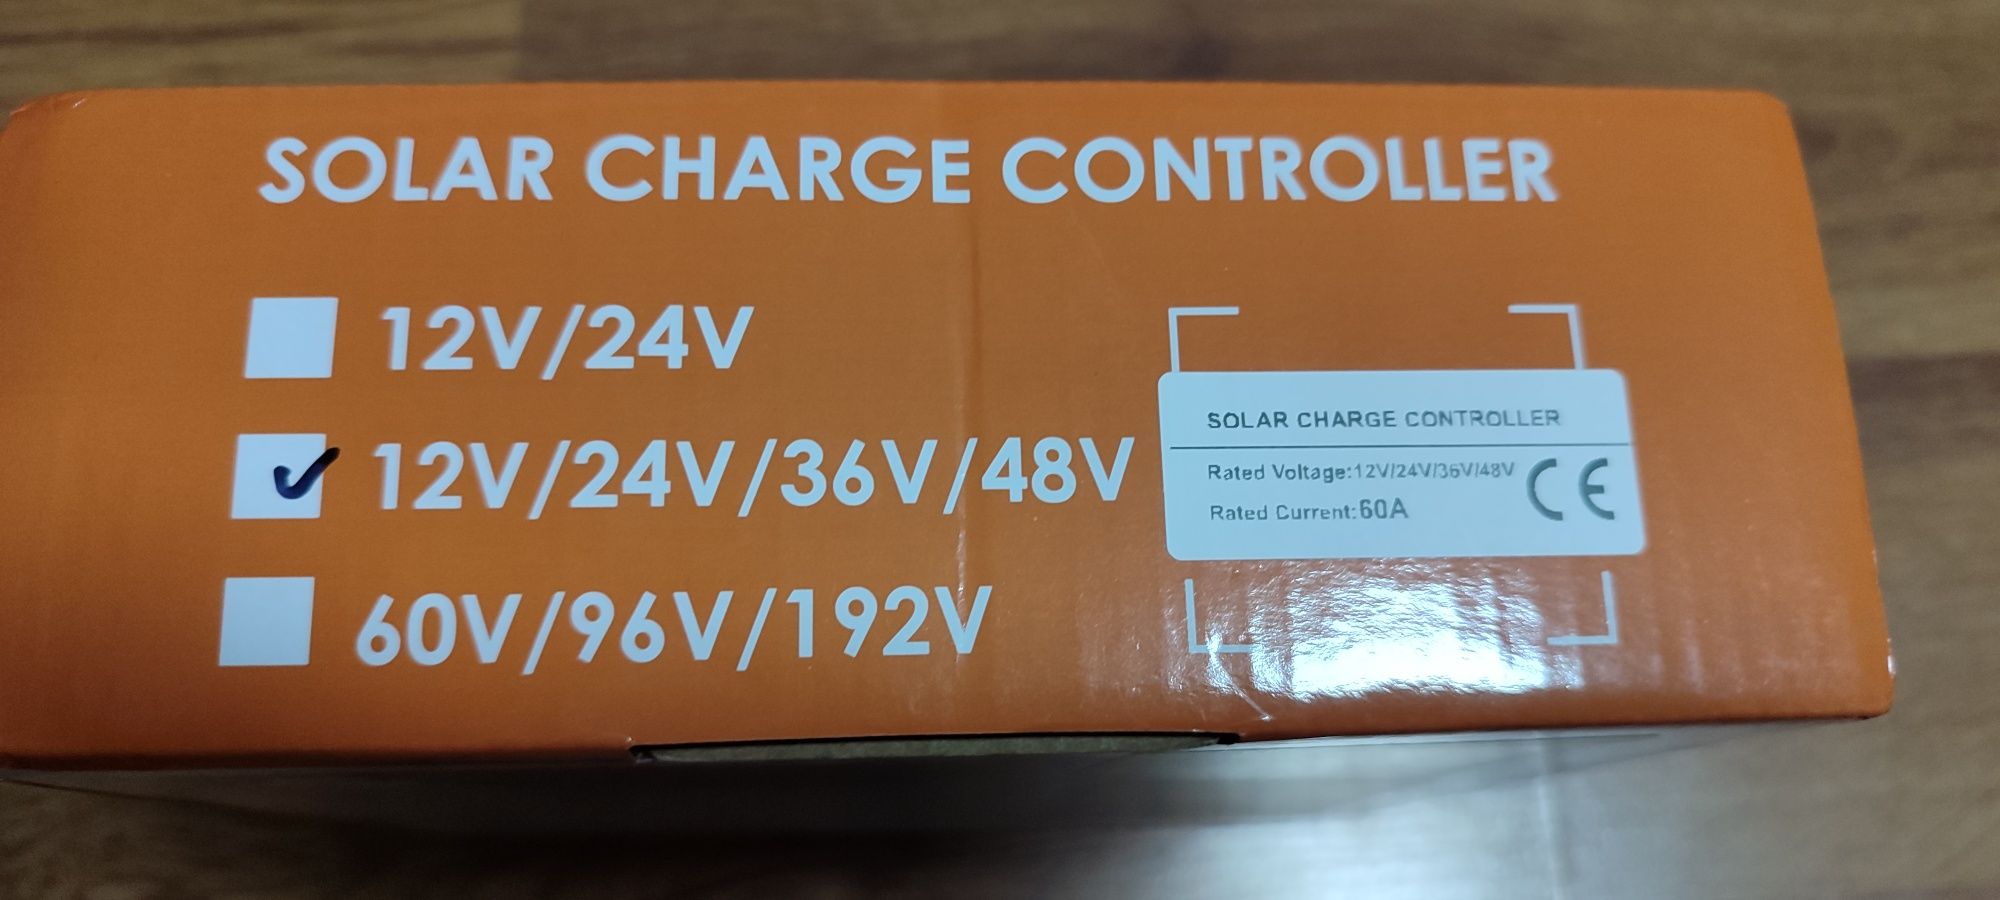 SOLAR CHARGE CONTROLLER
12V/24V
12V/24V/36V/48V
60V/96V/192V
SOLAR CHARGE CONTROLLER
Rated Voltage:12V/24V/36V/48V
Rated Current:60A
CE